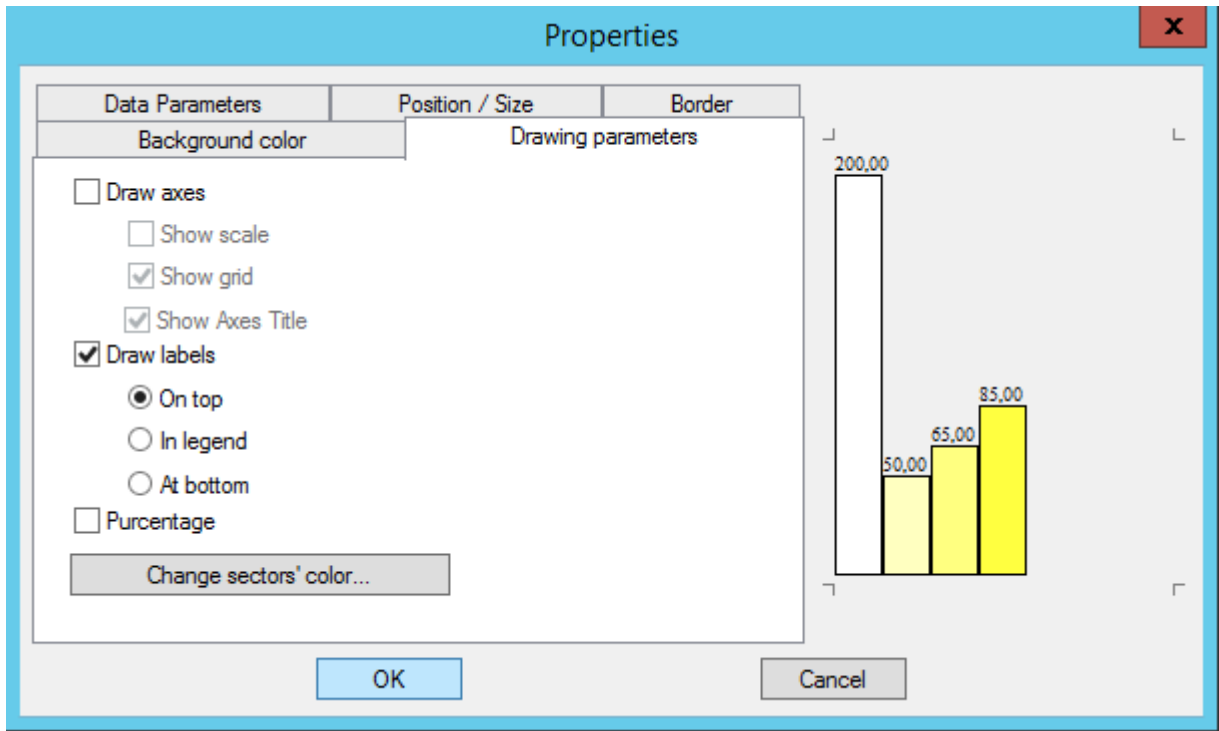 Properties
x
Data Parameters Position / Size Border
Background color Drawing parameters
Draw axes
Show scale
Show grid
Show Axes Title
Draw labels
On top
In legend
At bottom
Purcentage
Change sectors' color...
200,00
50,00
65,00
85,00
OK Cancel